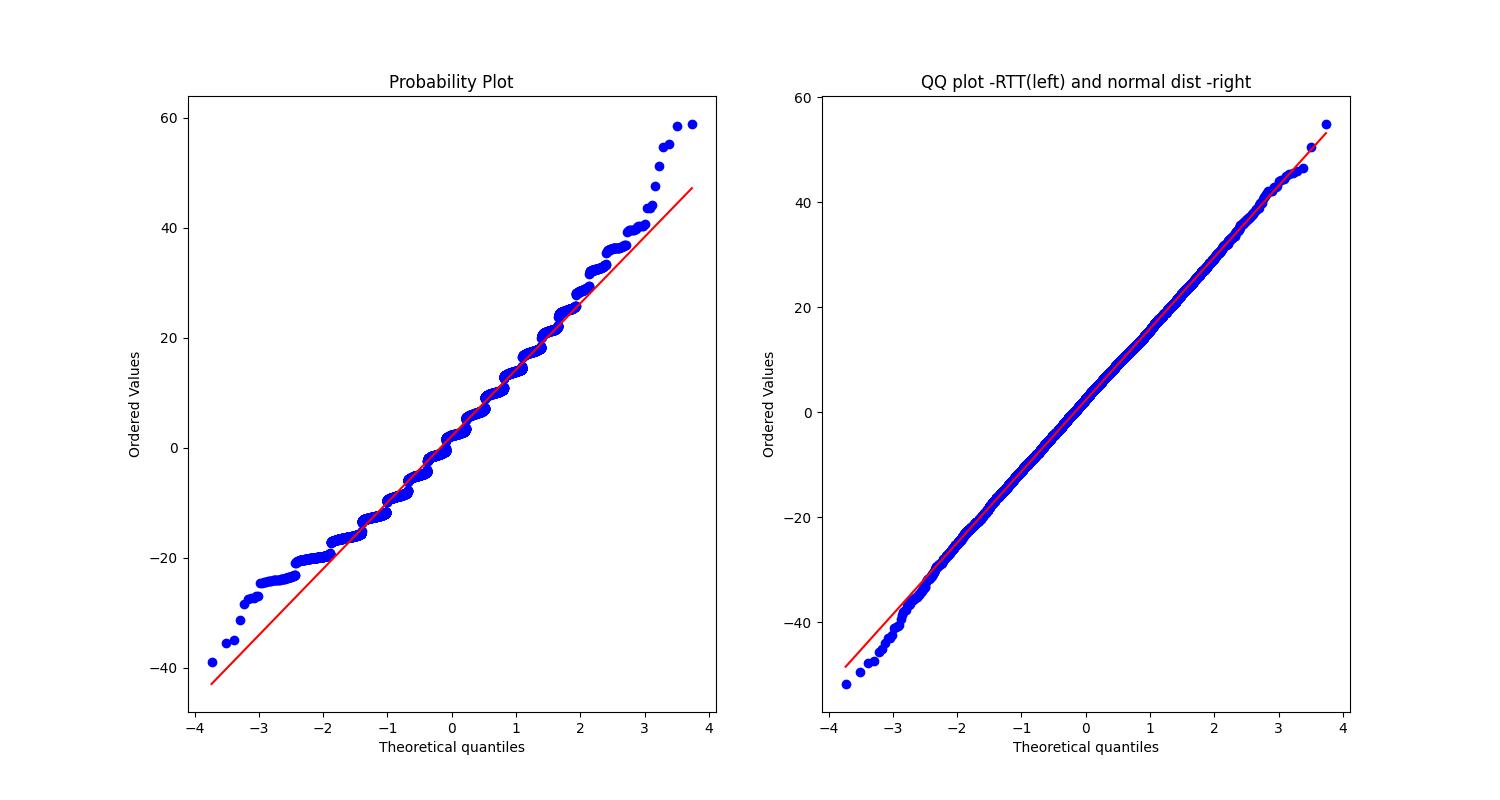 Probability Plot
60
40
20
0
−20
−40
Ordered Values
−4 −3 −2 −1 0 1 2 3 4
Theoretical quantiles
QQ plot -RTT(left) and normal dist -right
60
40
20
0
−20
−40
Ordered Values
−4 −3 −2 −1 0 1 2 3 4
Theoretical quantiles